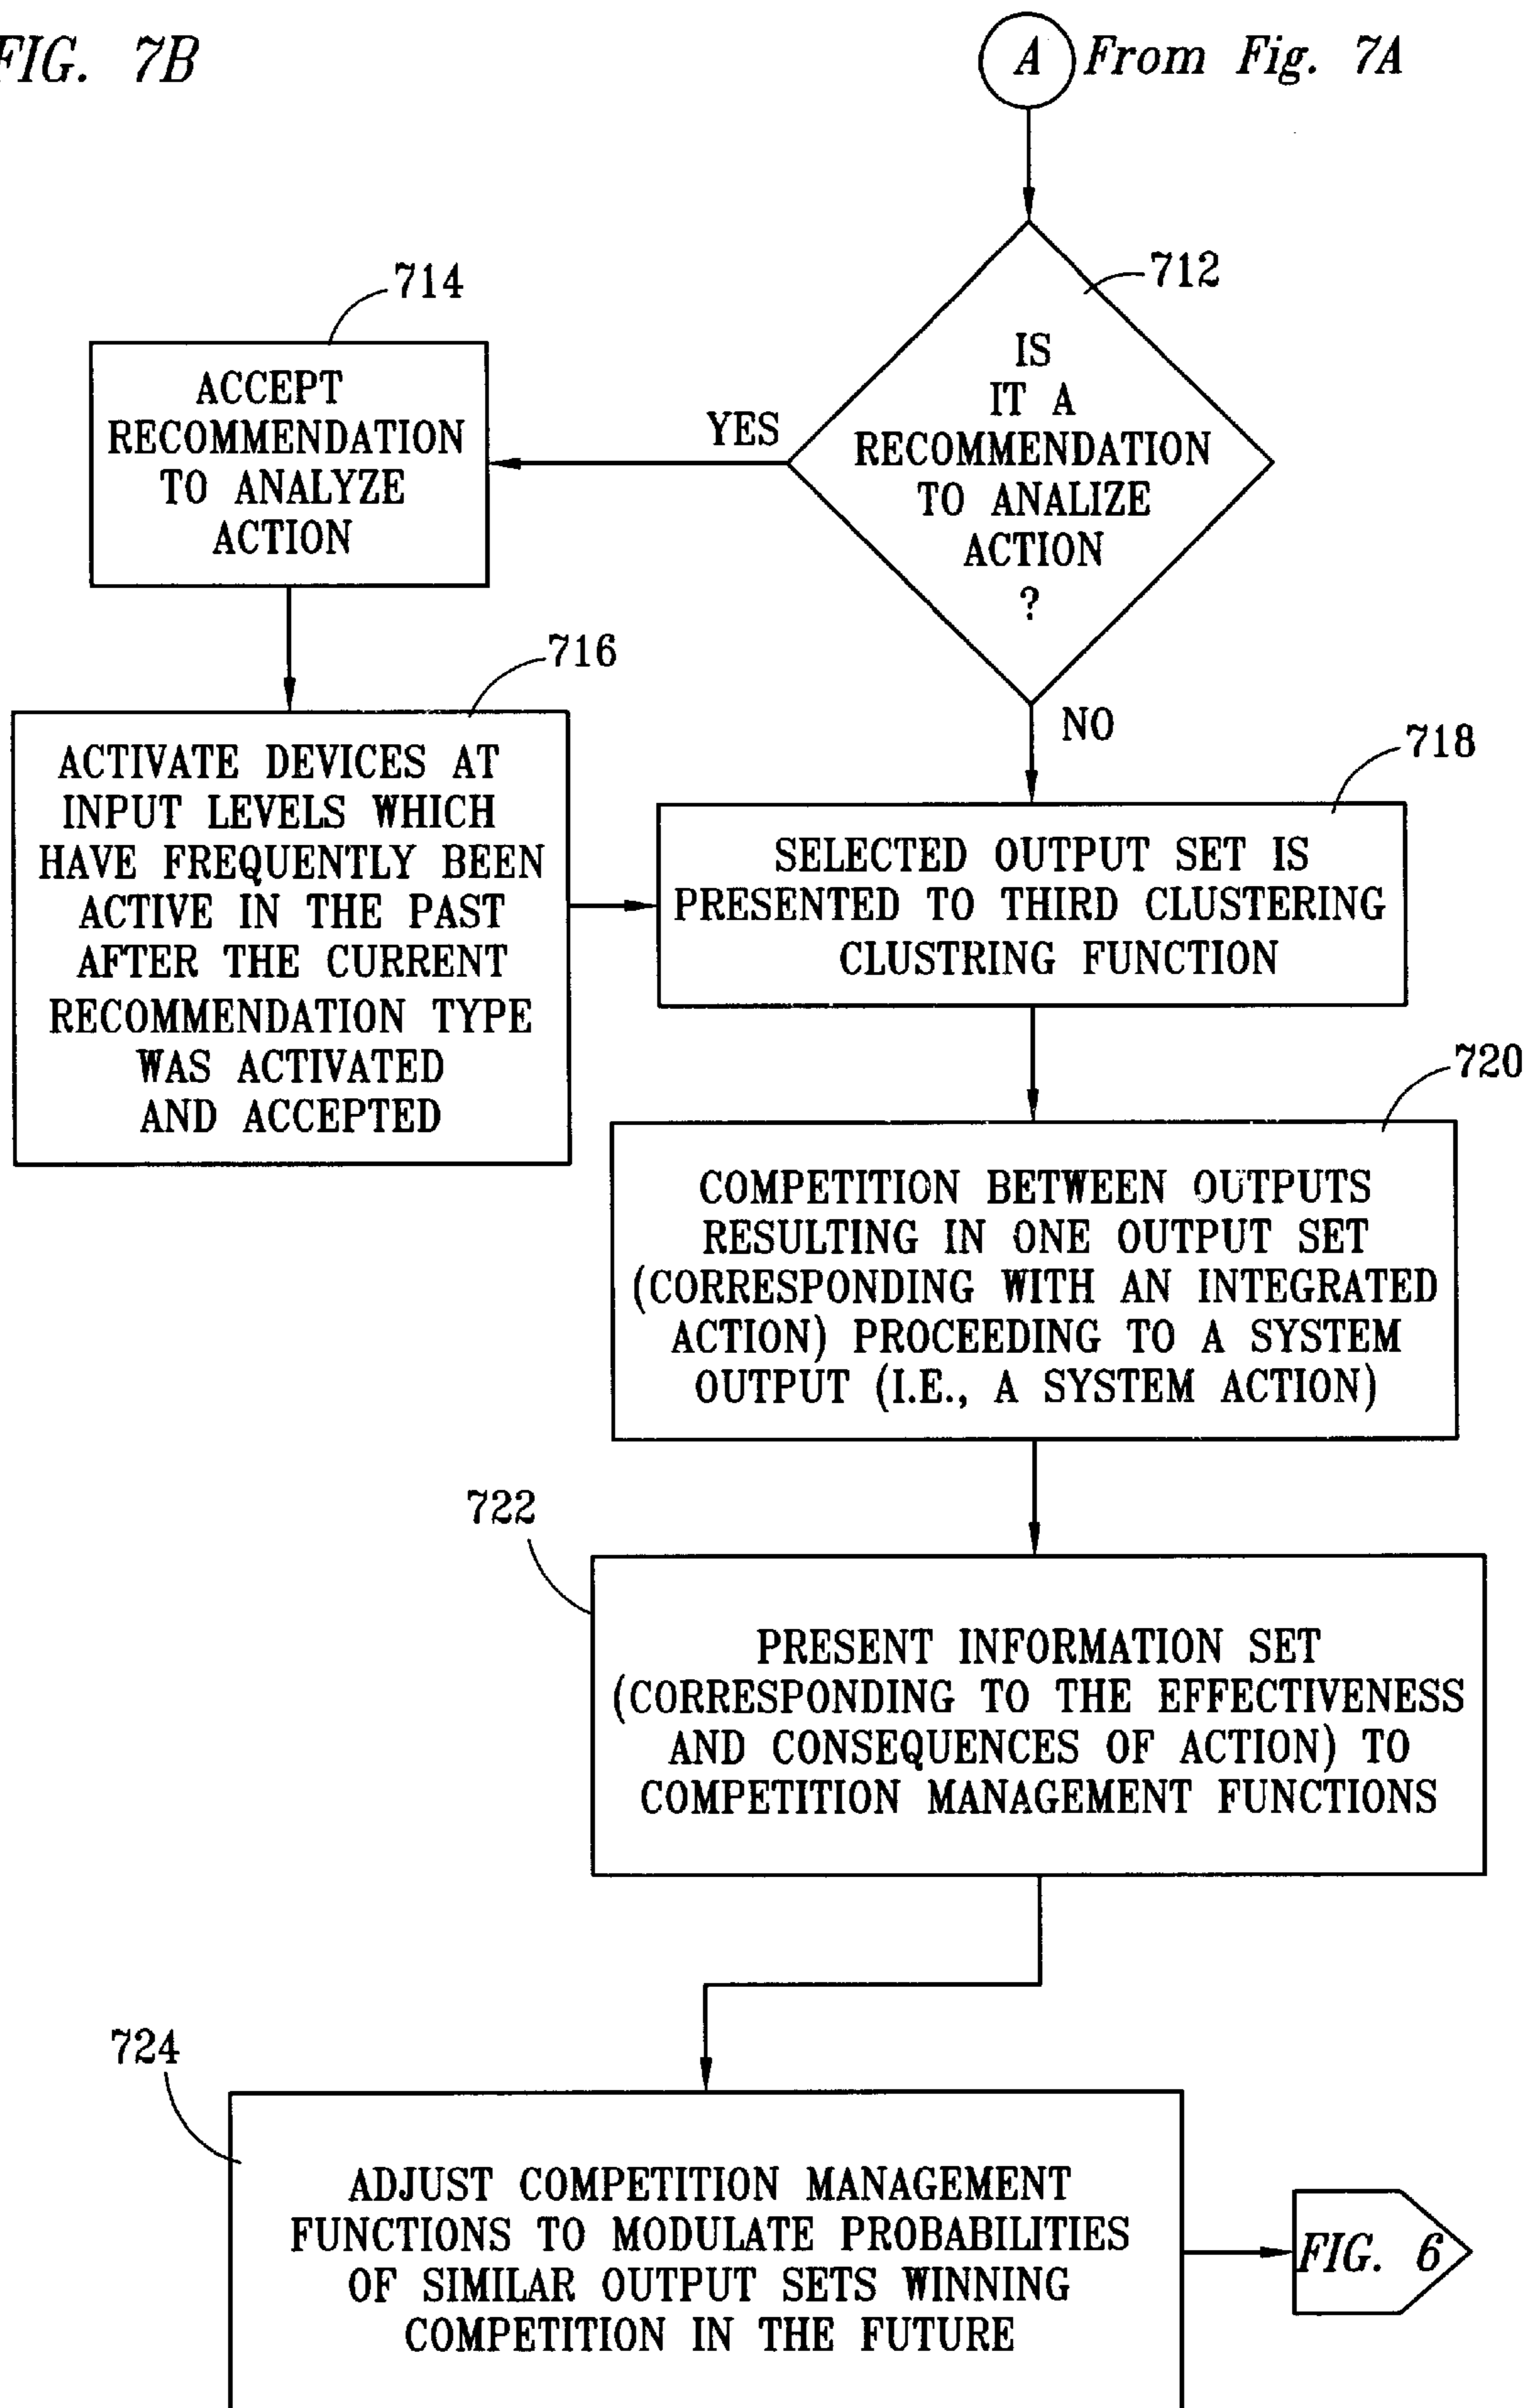 FIG. 7B
A From Fig. 7A
712
IS
IT A
RECOMMENDATION
TO ANALIZE
ACTION
?
YES
NO
714
ACCEPT
RECOMMENDATION
TO ANALYZE
ACTION
716
ACTIVATE DEVICES AT
INPUT LEVELS WHICH
HAVE FREQUENTLY BEEN
ACTIVE IN THE PAST
AFTER THE CURRENT
RECOMMENDATION TYPE
WAS ACTIVATED
AND ACCEPTED
718
SELECTED OUTPUT SET IS
PRESENTED TO THIRD CLUSTERING
CLUSTRING FUNCTION
720
COMPETITION BETWEEN OUTPUTS
RESULTING IN ONE OUTPUT SET
(CORRESPONDING WITH AN INTEGRATED
ACTION) PROCEEDING TO A SYSTEM
OUTPUT (I.E., A SYSTEM ACTION)
722
PRESENT INFORMATION SET
(CORRESPONDING TO THE EFFECTIVENESS
AND CONSEQUENCES OF ACTION) TO
COMPETITION MANAGEMENT FUNCTIONS
724
ADJUST COMPETITION MANAGEMENT
FUNCTIONS TO MODULATE PROBABILITIES
OF SIMILAR OUTPUT SETS WINNING
COMPETITION IN THE FUTURE
FIG. 6